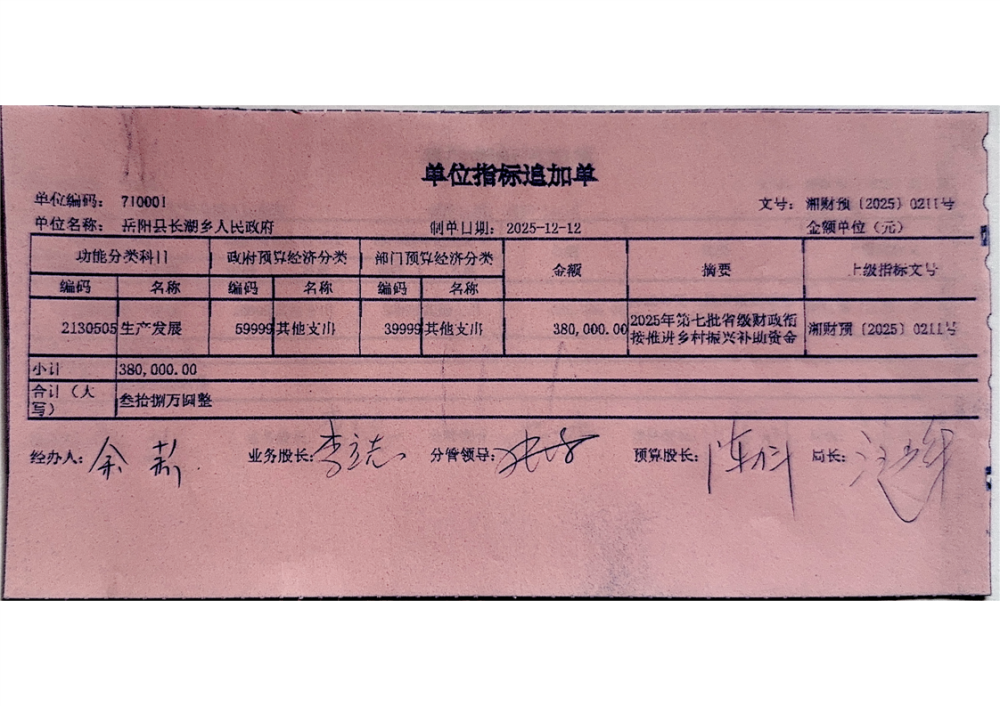 单位指标追加单
单位编码： 710001 文号： 湘财预〔2025〕0211号
单位名称： 岳阳县长湖乡人民政府 制单日期： 2025-12-12 金额单位（元）
功能分类科目 政府预算经济分类 部门预算经济分类 金额 摘要 上级指标文号
编码 名称 编码 名称 编码 名称
2130505 生产发展 59999 其他支出 39999 其他支出 380,000.00 2025年第七批省级财政衔 湘财预〔2025〕0211号
接推进乡村振兴补助资金
小计 380,000.00
合计（大
写） 叁拾捌万圆整
经办人： 余 业务股长： 李志 分管领导： 预算股长： 陈 局长：